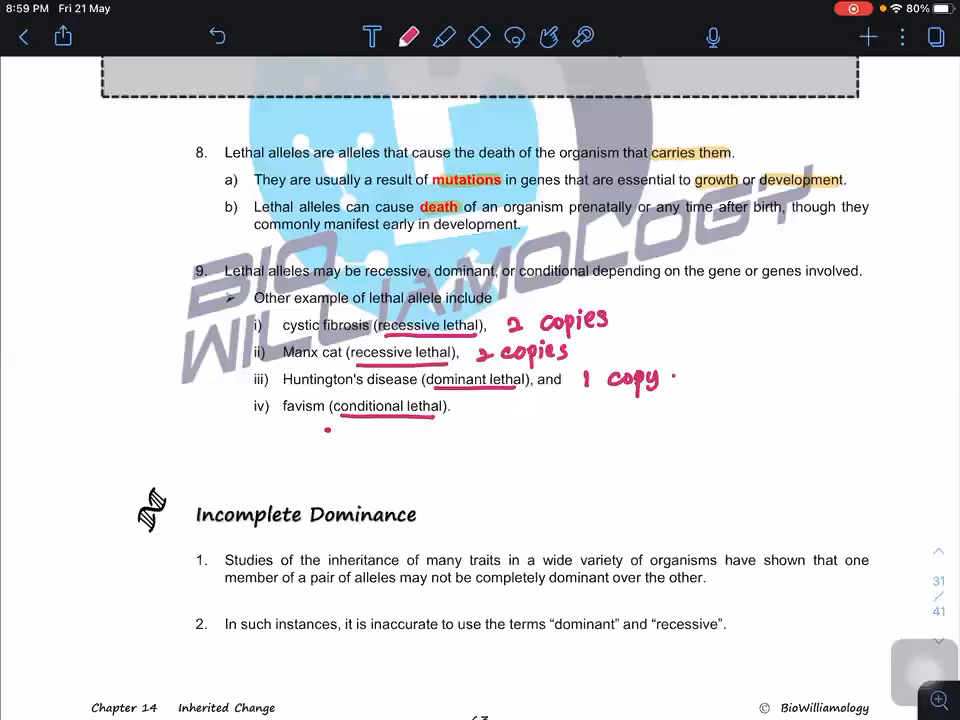 8:59 PM Fri 21 May 80%
8. Lethal alleles are alleles that cause the death of the organism that carries them.
a) They are usually a result of mutations in genes that are essential to growth or development.
b) Lethal alleles can cause death of an organism prenatally or any time after birth, though they
commonly manifest early in development.
9. Lethal alleles may be recessive, dominant, or conditional depending on the gene or genes involved.
➤ Other example of lethal allele include
i) cystic fibrosis (recessive lethal), 2 copies
ii) Manx cat (recessive lethal), 2 copies
iii) Huntington's disease (dominant lethal), and 1 copy
iv) favism (conditional lethal).
BIO
WILLIAMOLOGY
Incomplete Dominance
1. Studies of the inheritance of many traits in a wide variety of organisms have shown that one
member of a pair of alleles may not be completely dominant over the other.
31
/
41
2. In such instances, it is inaccurate to use the terms “dominant” and “recessive”.
Chapter 14 Inherited Change © BioWilliamology